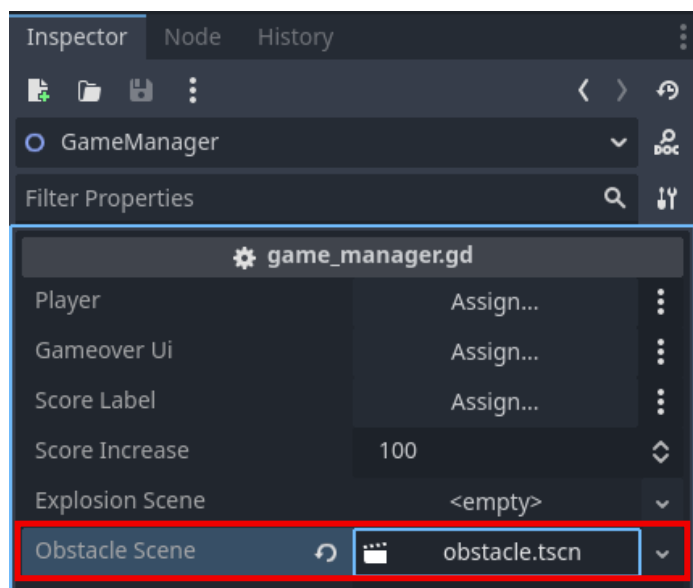 Inspector Node History
GameManager
DOC
Filter Properties
game_manager.gd
Player Assign...
Gameover Ui Assign...
Score Label Assign...
Score Increase 100
Explosion Scene <empty>
Obstacle Scene obstacle.tscn